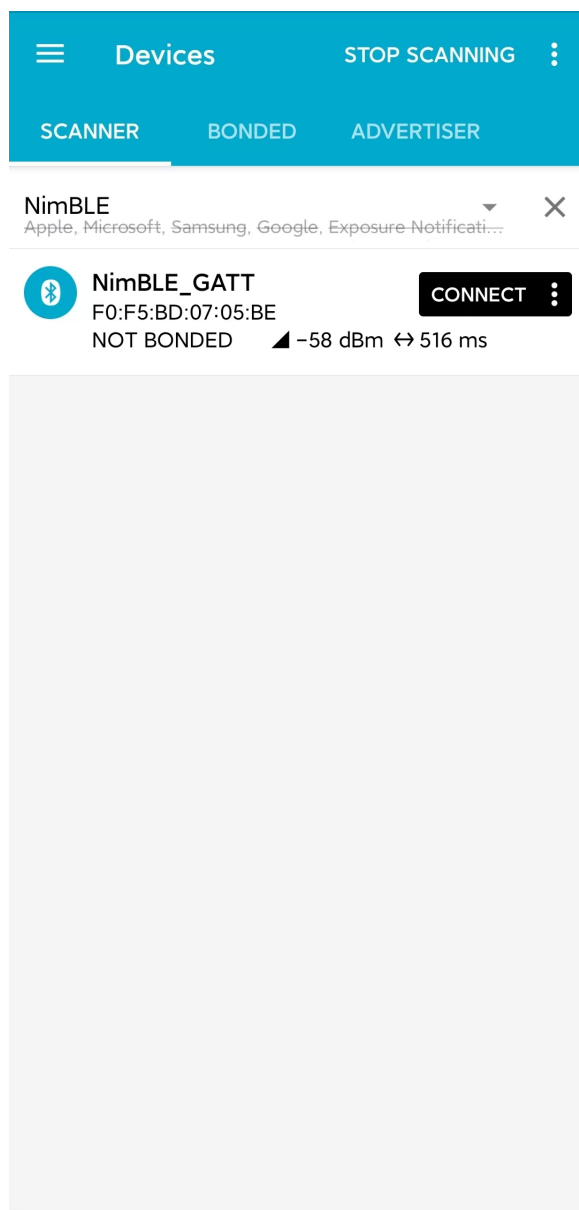 Devices STOP SCANNING
SCANNER BONDED ADVERTISER
NimBLE
Apple, Microsoft, Samsung, Google, Exposure Notificati...
NimBLE_GATT
CONNECT
F0:F5:BD:07:05:BE
NOT BONDED -58 dBm ↔ 516 ms